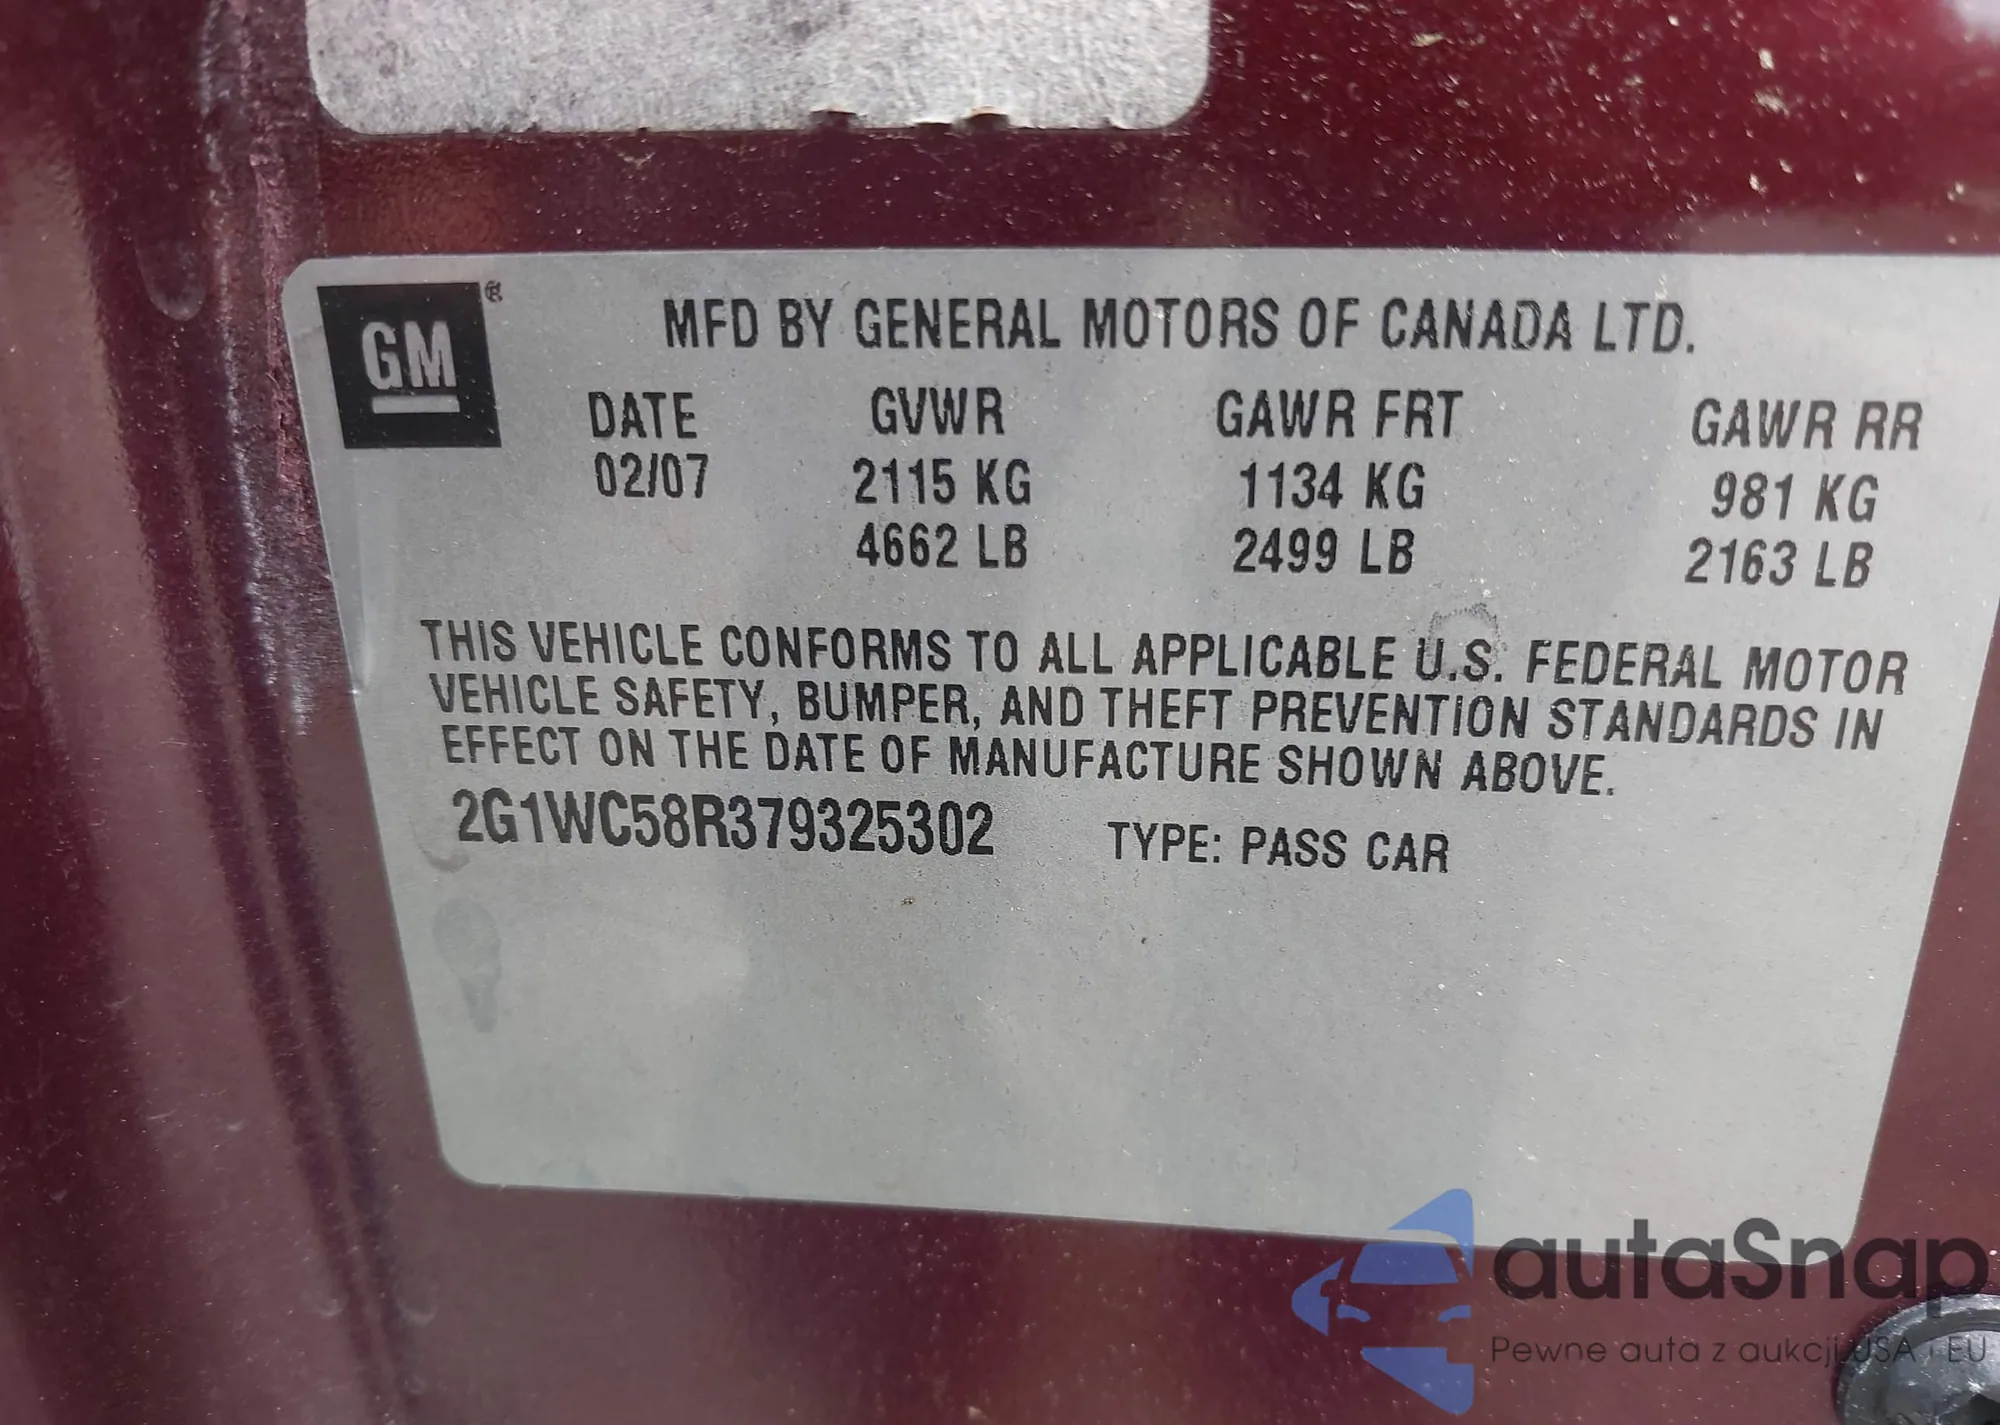 GM ®
MFD BY GENERAL MOTORS OF CANADA LTD.
DATE GVWR GAWR FRT GAWR RR
02/07 2115 KG 1134 KG 981 KG
4662 LB 2499 LB 2163 LB
THIS VEHICLE CONFORMS TO ALL APPLICABLE U.S. FEDERAL MOTOR
VEHICLE SAFETY, BUMPER, AND THEFT PREVENTION STANDARDS IN
EFFECT ON THE DATE OF MANUFACTURE SHOWN ABOVE.
2G1WC58R379325302 TYPE: PASS CAR
autaSnap
Pewne auta z aukcji USA i EU